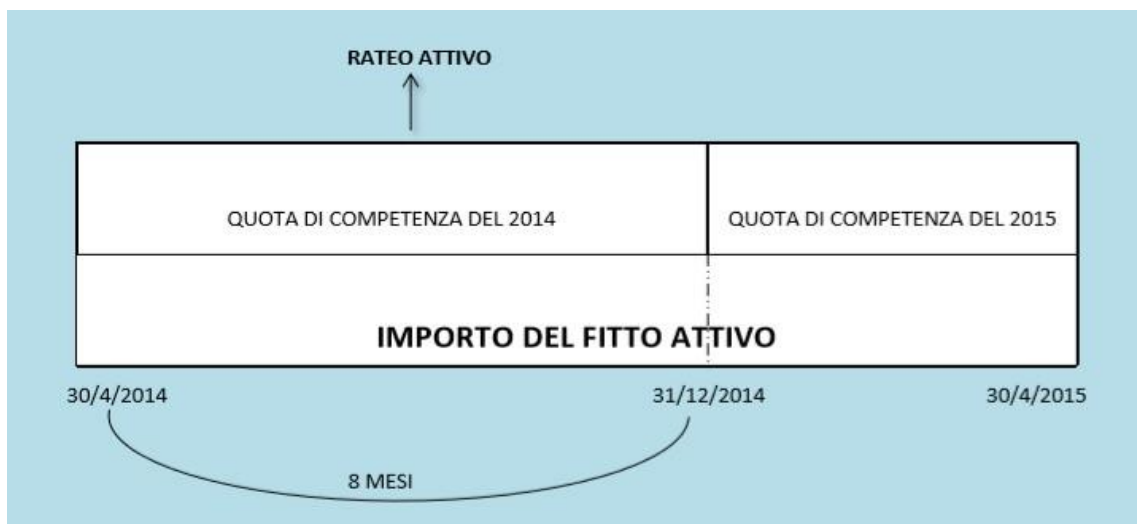 RATEO ATTIVO
QUOTA DI COMPETENZA DEL 2014
QUOTA DI COMPETENZA DEL 2015
IMPORTO DEL FITTO ATTIVO
30/4/2014
31/12/2014
30/4/2015
8 MESI